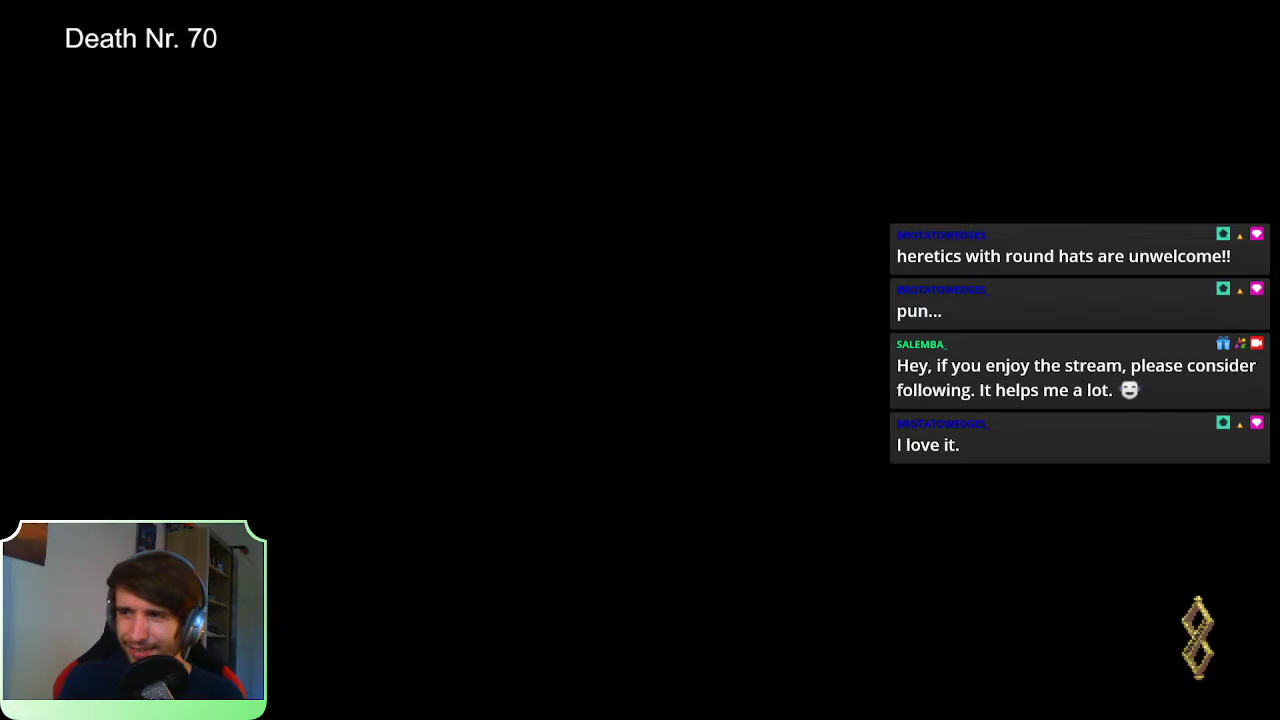 Death Nr. 70
heretics with round hats are unwelcome!!
pun...
SALEMBA_
Hey, if you enjoy the stream, please consider
following. It helps me a lot.
I love it.